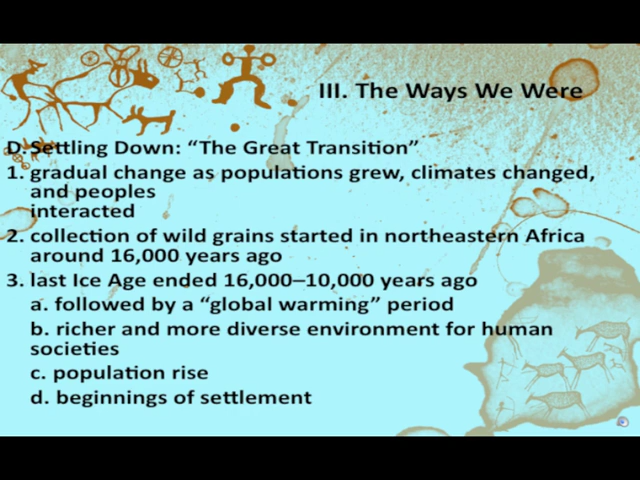 III. The Ways We Were
D. Settling Down: “The Great Transition”
1. gradual change as populations grew, climates changed,
and peoples
interacted
2. collection of wild grains started in northeastern Africa
around 16,000 years ago
3. last Ice Age ended 16,000–10,000 years ago
a. followed by a “global warming” period
b. richer and more diverse environment for human
societies
c. population rise
d. beginnings of settlement